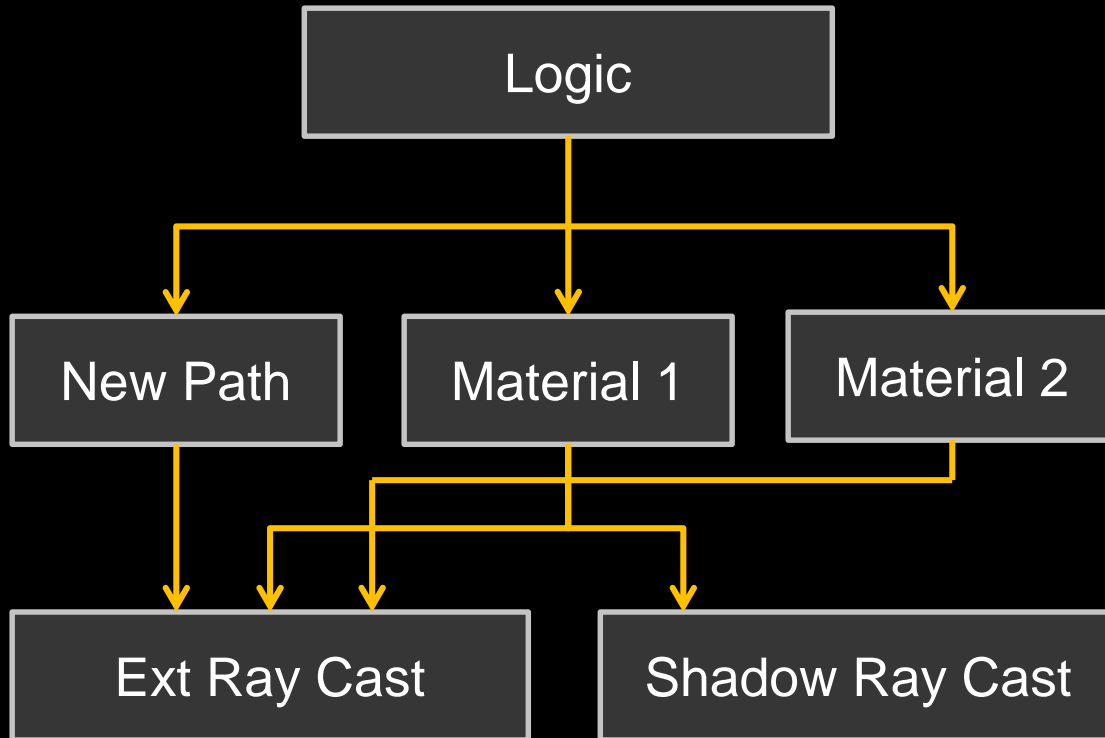 Logic
New Path
Material 1
Material 2
Ext Ray Cast
Shadow Ray Cast